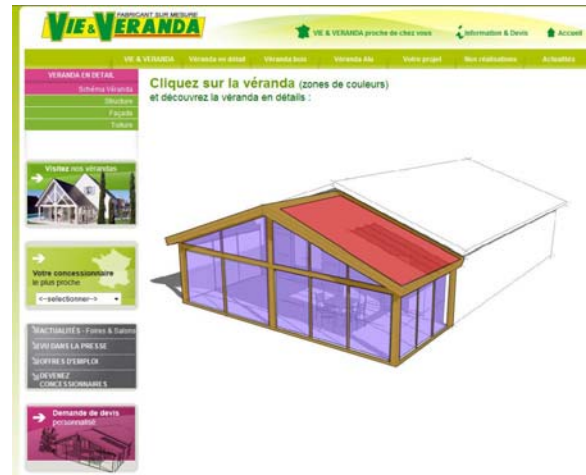 FABRICANT SUR MESURE
VIE & VERANDA
VIE & VERANDA proche de chez vous
Information & Devis
Accueil
VIE & VERANDA
Véranda en détail
Véranda bois
Véranda Alu
Votre projet
Nos réalisations
Actualités
VERANDA EN DETAIL
Schéma Véranda
Structure
Façade
Toiture
Cliquez sur la véranda (zones de couleurs)
et découvrez la véranda en détails :
Visitez nos vérandas
Votre concessionnaire
le plus proche
<--selectionner-->
ACTUALITÉS - Foires & Salons
VU DANS LA PRESSE
OFFRES D'EMPLOI
DEVENEZ
CONCESSIONNAIRES
Demande de devis
personnalisé